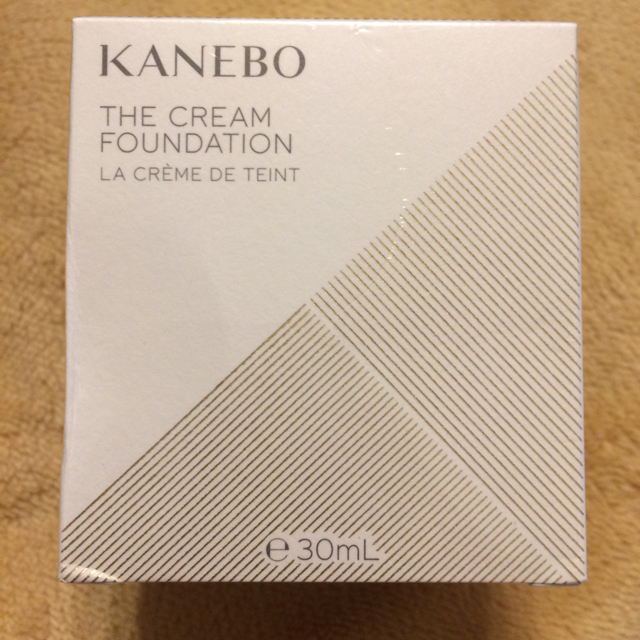 KANEBO
THE CREAM
FOUNDATION
LA CRÈME DE TEINT
℮ 30mL